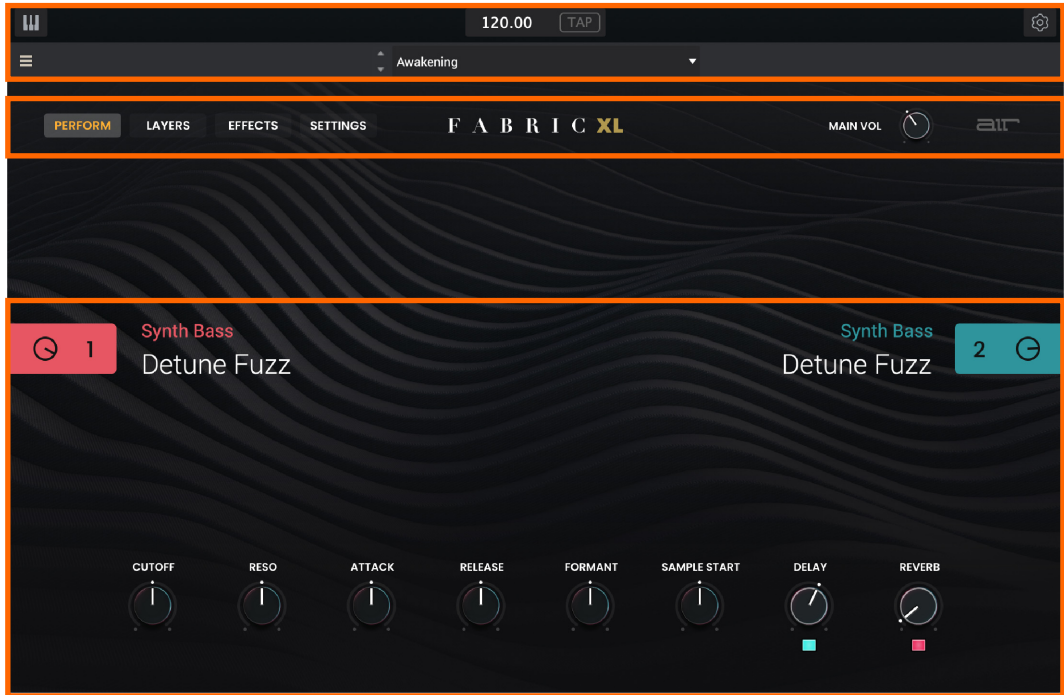 120.00 TAP
Awakening
PERFORM LAYERS EFFECTS SETTINGS FABRIC XL MAIN VOL air
1 Synth Bass Synth Bass 2
Detune Fuzz Detune Fuzz
CUTOFF RESO ATTACK RELEASE FORMANT SAMPLE START DELAY REVERB